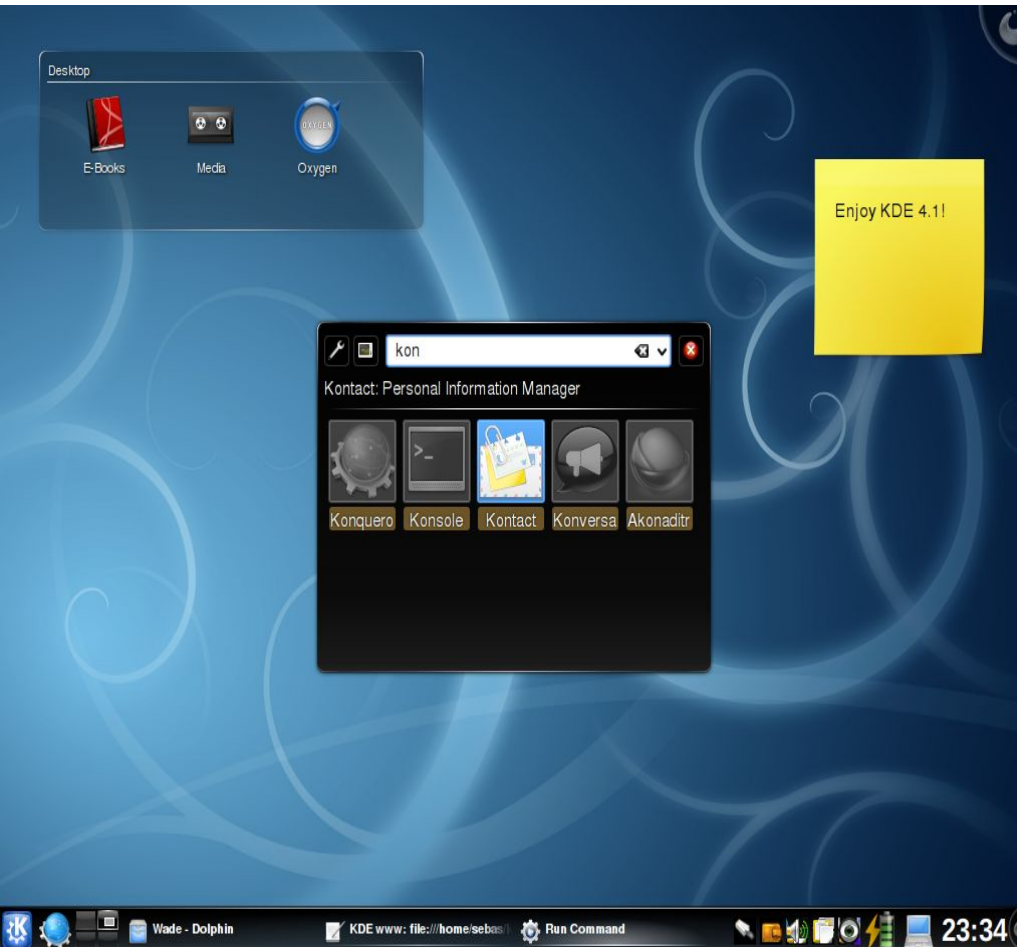 Desktop
E-Books Media Oxygen
OXYGEN
Enjoy KDE 4.1!
kon
Kontact: Personal Information Manager
>_
Konquero Konsole Kontact Konversa Akonaditr
K Wade - Dolphin KDE www: file:///home/sebas/ Run Command 23:34